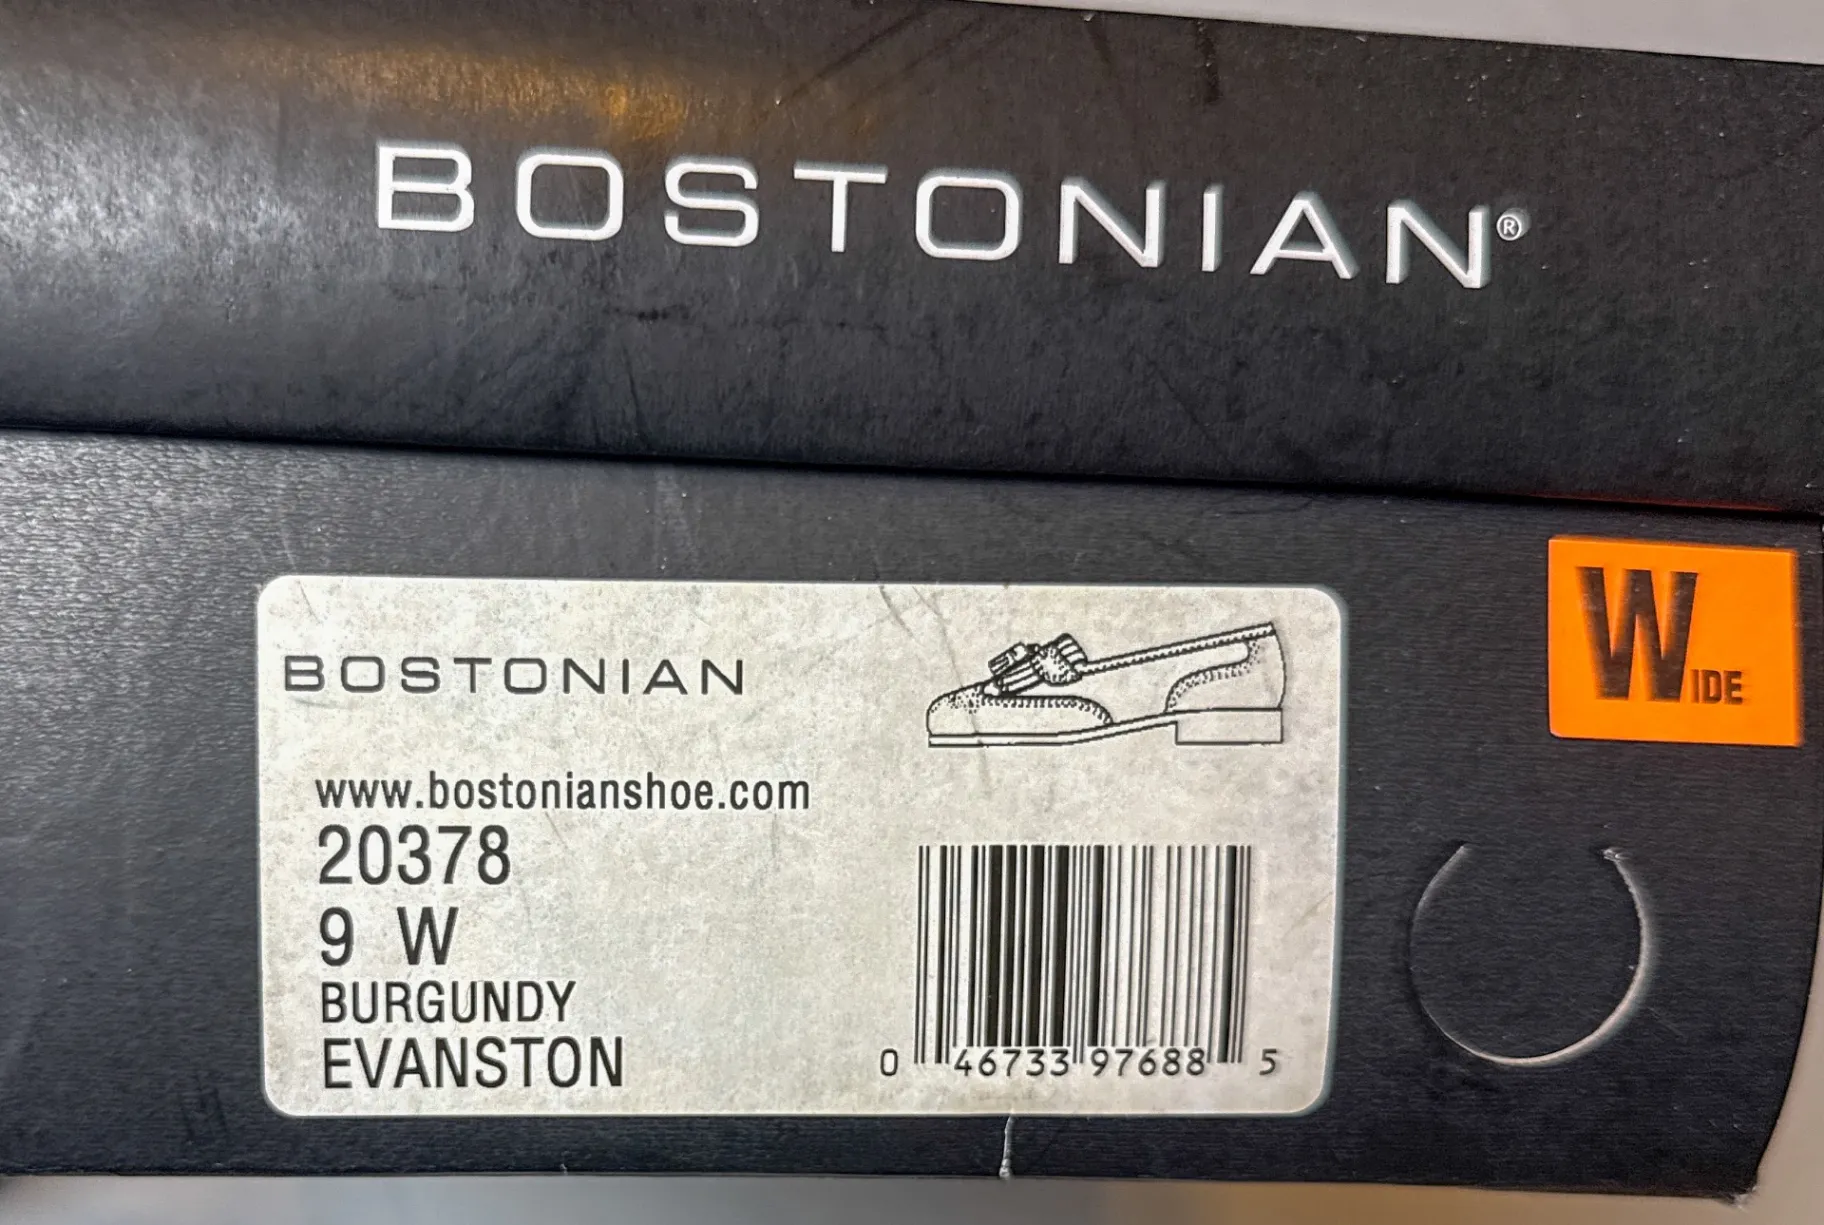 BOSTONIAN®
BOSTONIAN
WIDE
www.bostonianshoe.com
20378
9 W
BURGUNDY
EVANSTON
0 46733 97688 5